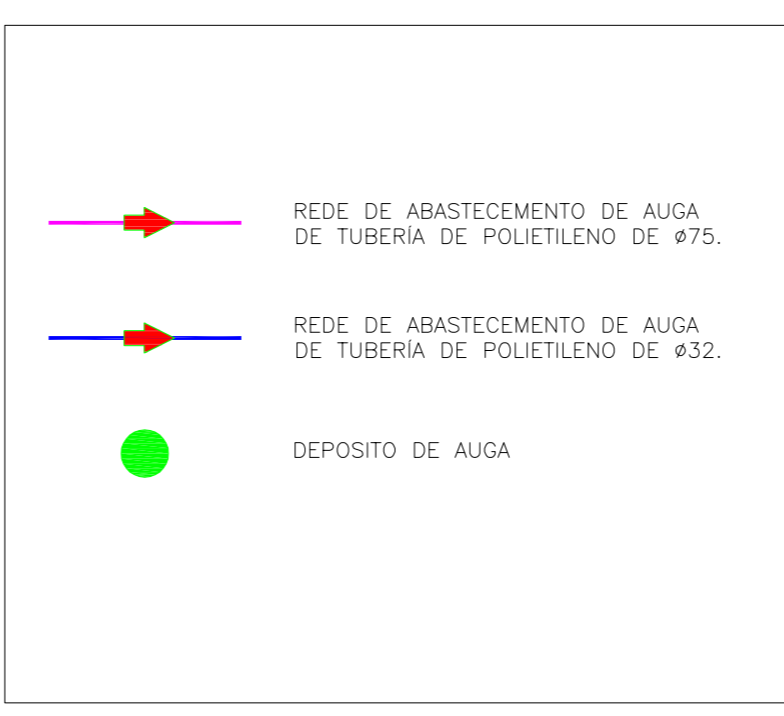 REDE DE ABASTECEMENTO DE AUGA
DE TUBERÍA DE POLIETILENO DE ø75.
REDE DE ABASTECEMENTO DE AUGA
DE TUBERÍA DE POLIETILENO DE ø32.
DEPOSITO DE AUGA